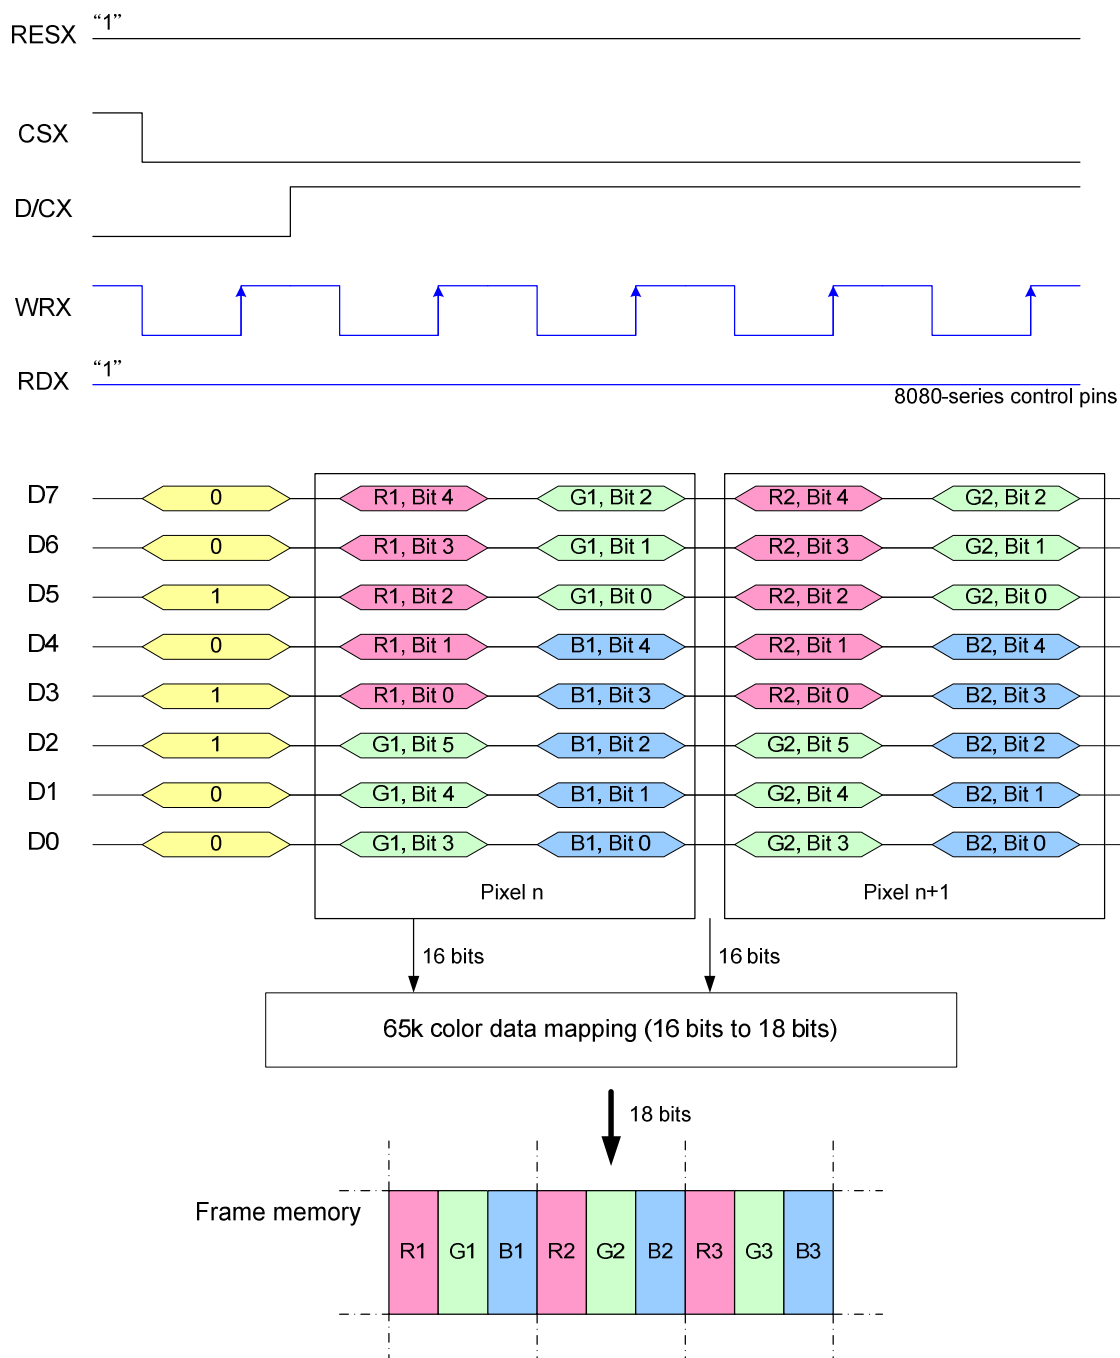 RESX “1”
CSX
D/CX
WRX
RDX “1”
8080-series control pins
D7 0 R1, Bit 4 G1, Bit 2 R2, Bit 4 G2, Bit 2
D6 0 R1, Bit 3 G1, Bit 1 R2, Bit 3 G2, Bit 1
D5 1 R1, Bit 2 G1, Bit 0 R2, Bit 2 G2, Bit 0
D4 0 R1, Bit 1 B1, Bit 4 R2, Bit 1 B2, Bit 4
D3 1 R1, Bit 0 B1, Bit 3 R2, Bit 0 B2, Bit 3
D2 1 G1, Bit 5 B1, Bit 2 G2, Bit 5 B2, Bit 2
D1 0 G1, Bit 4 B1, Bit 1 G2, Bit 4 B2, Bit 1
D0 0 G1, Bit 3 B1, Bit 0 G2, Bit 3 B2, Bit 0
Pixel n Pixel n+1
16 bits 16 bits
65k color data mapping (16 bits to 18 bits)
18 bits
Frame memory
R1 G1 B1 R2 G2 B2 R3 G3 B3